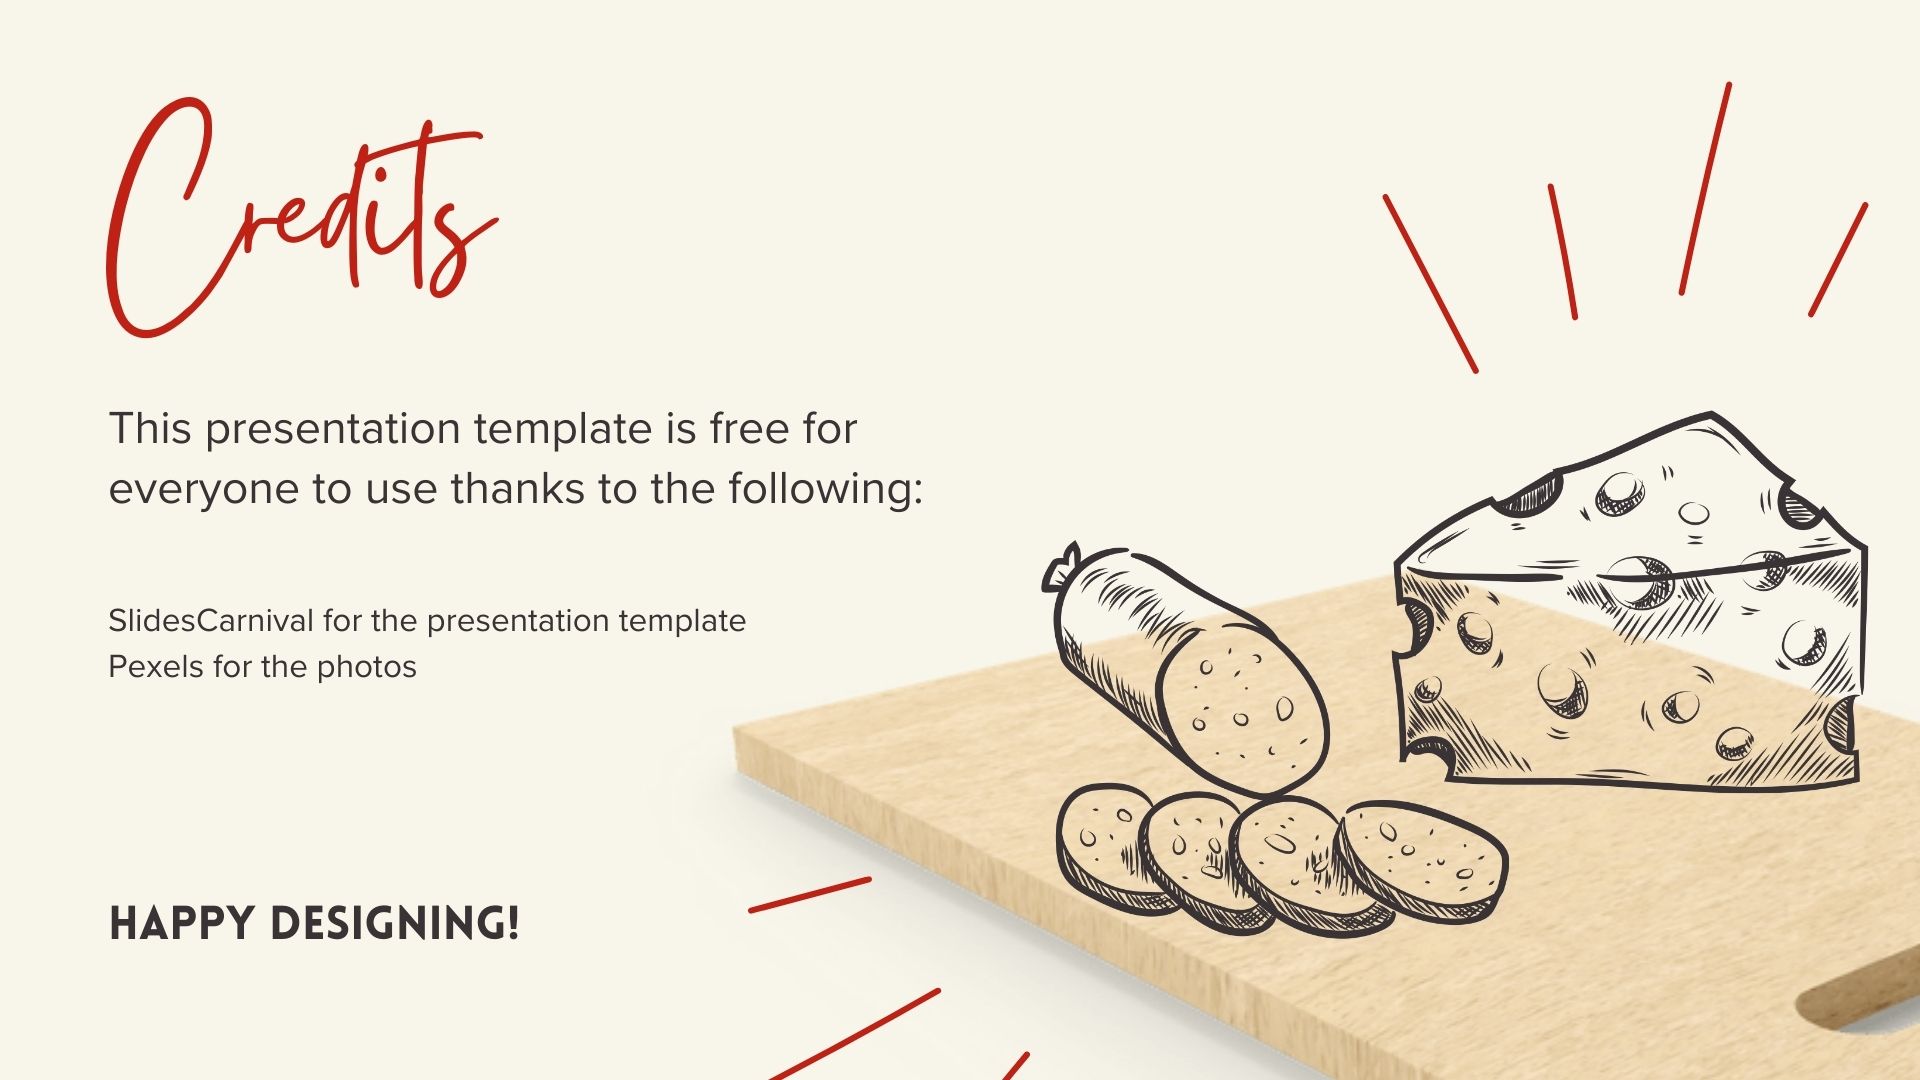 Credits
This presentation template is free for
everyone to use thanks to the following:
SlidesCarnival for the presentation template
Pexels for the photos
HAPPY DESIGNING!